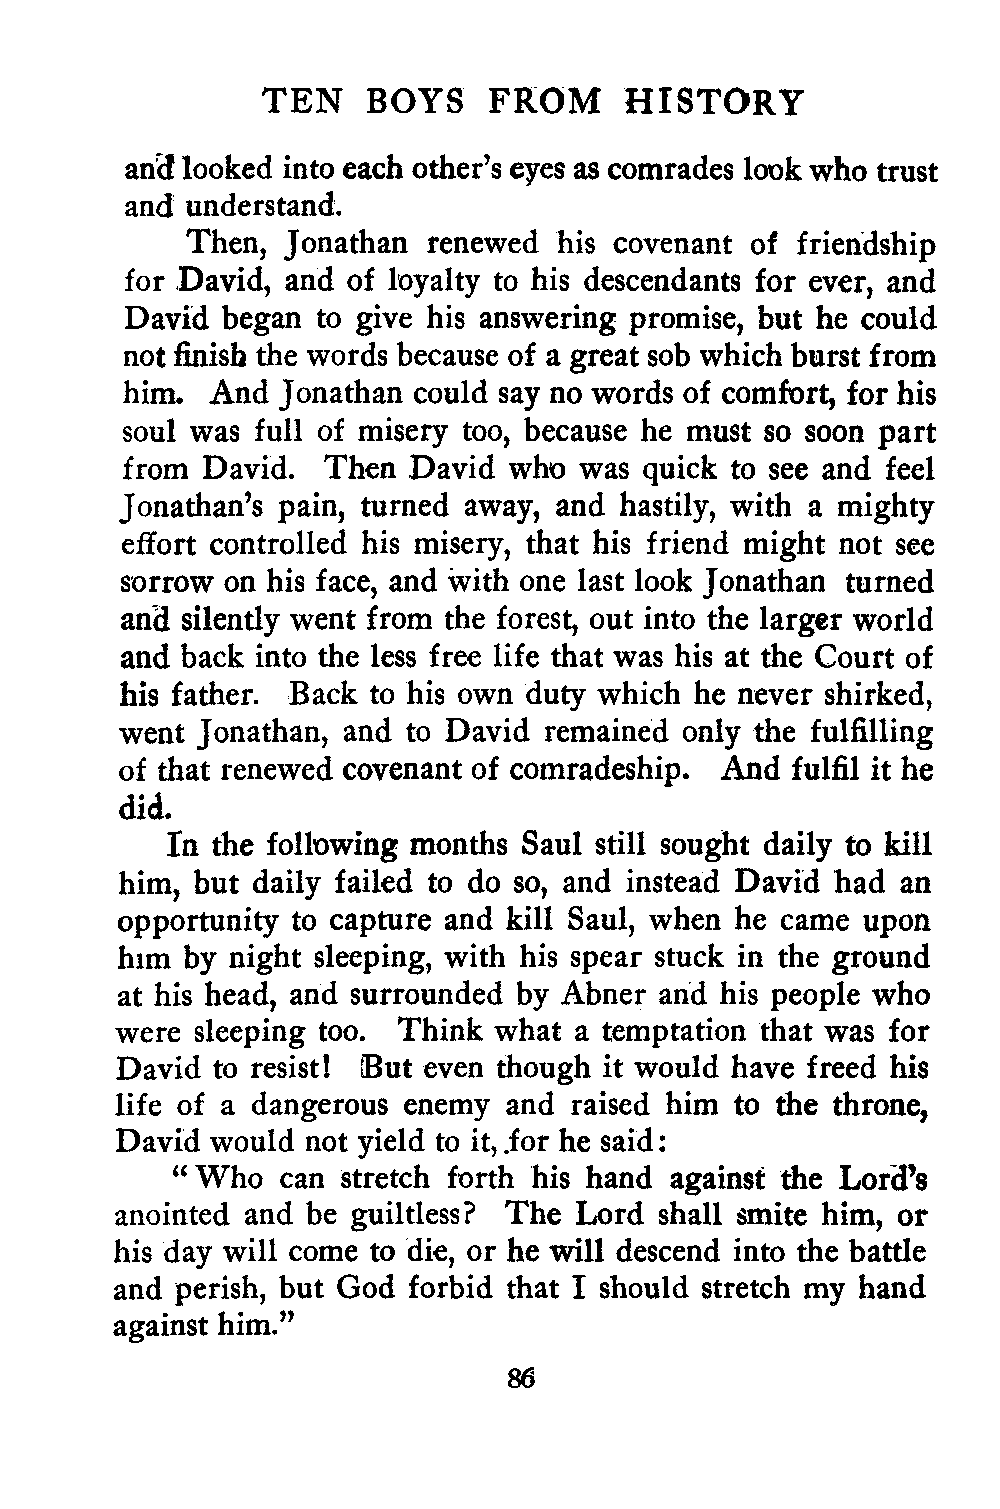 TEN BOYS FROM HISTORY
and looked into each other's eyes as comrades look who trust
and understand.
Then, Jonathan renewed his covenant of friendship
for David, and of loyalty to his descendants for ever, and
David began to give his answering promise, but he could
not finish the words because of a great sob which burst from
him. And Jonathan could say no words of comfort, for his
soul was full of misery too, because he must so soon part
from David. Then David who was quick to see and feel
Jonathan's pain, turned away, and hastily, with a mighty
effort controlled his misery, that his friend might not see
sorrow on his face, and with one last look Jonathan turned
and silently went from the forest, out into the larger world
and back into the less free life that was his at the Court of
his father. Back to his own duty which he never shirked,
went Jonathan, and to David remained only the fulfilling
of that renewed covenant of comradeship. And fulfil it he
did.
In the following months Saul still sought daily to kill
him, but daily failed to do so, and instead David had an
opportunity to capture and kill Saul, when he came upon
him by night sleeping, with his spear stuck in the ground
at his head, and surrounded by Abner and his people who
were sleeping too. Think what a temptation that was for
David to resist! But even though it would have freed his
life of a dangerous enemy and raised him to the throne,
David would not yield to it, for he said:
"Who can stretch forth his hand against the Lord's
anointed and be guiltless? The Lord shall smite him, or
his day will come to die, or he will descend into the battle
and perish, but God forbid that I should stretch my hand
against him."
86